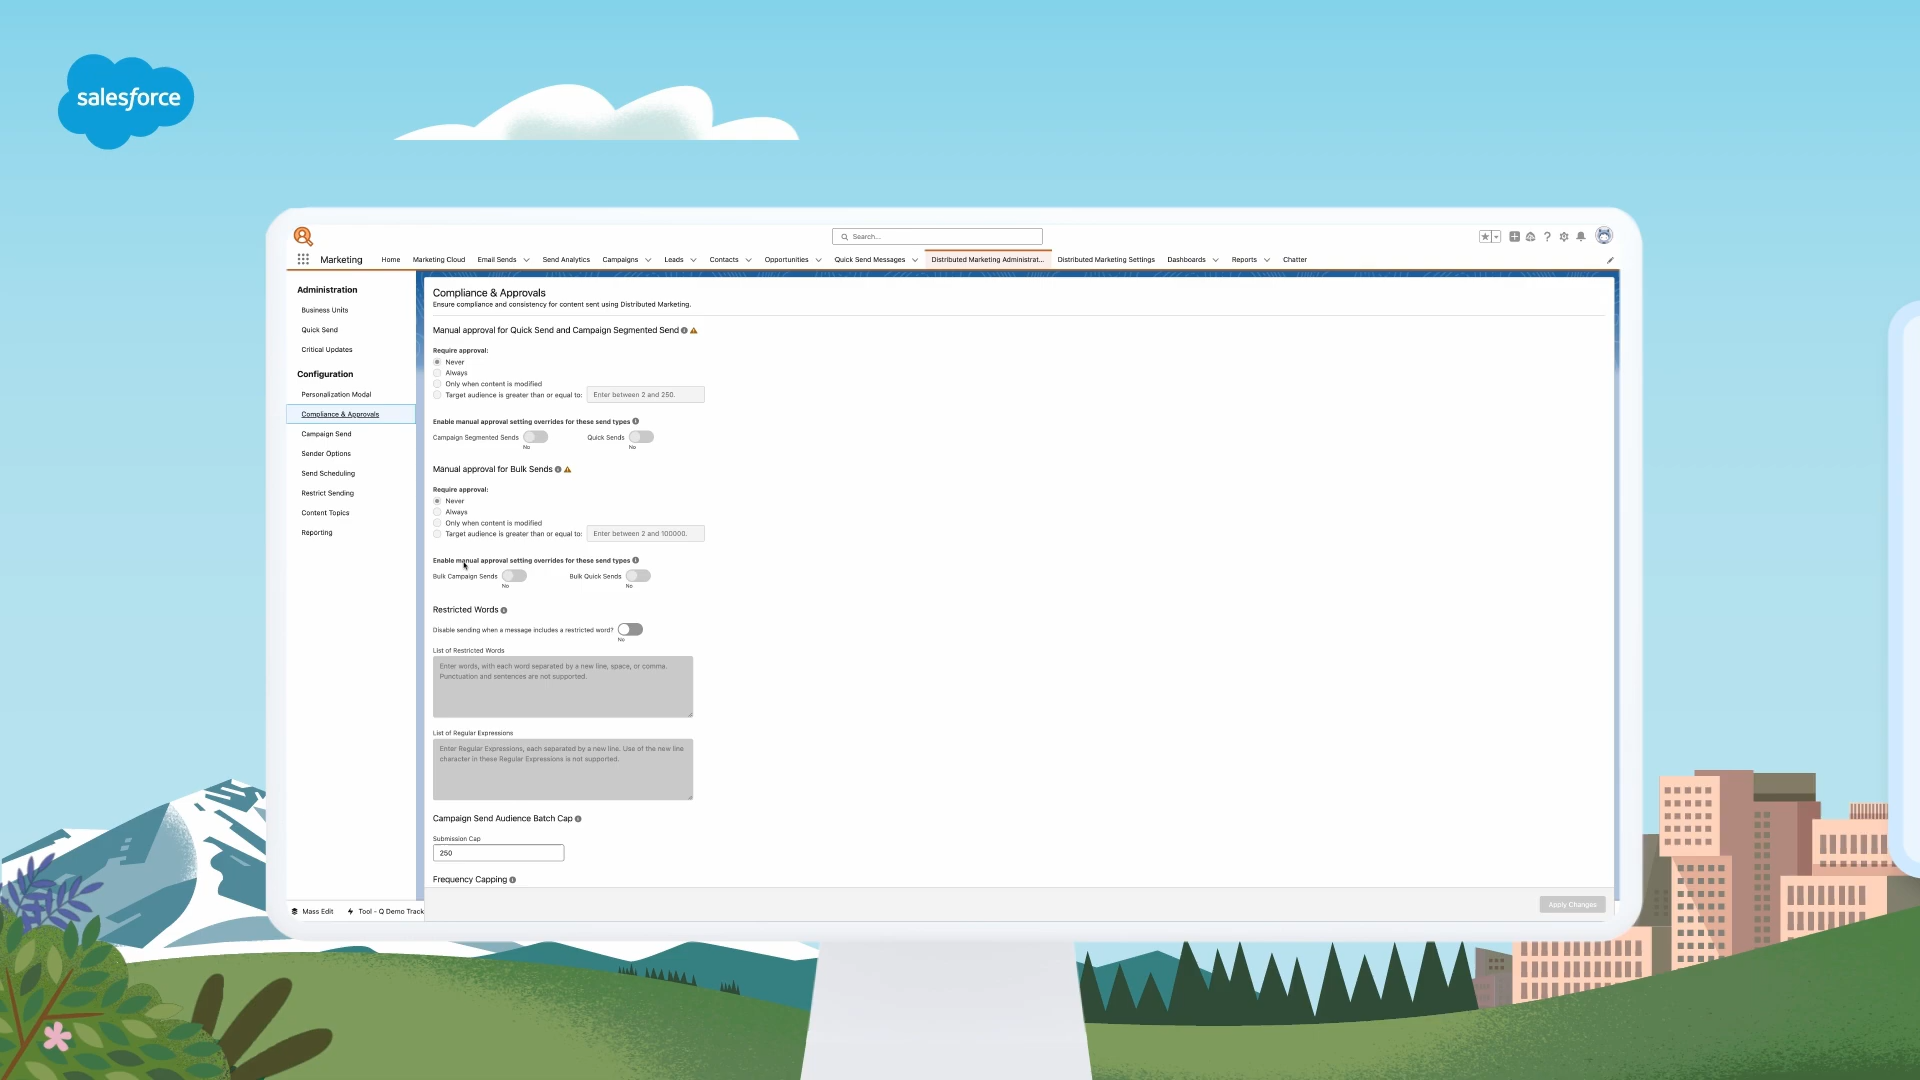 salesforce
Search...
Marketing
Home
Marketing Cloud
Email Sends
Send Analytics
Campaigns
Leads
Contacts
Opportunities
Quick Send Messages
Distributed Marketing Administrat...
Distributed Marketing Settings
Dashboards
Reports
Chatter
Administration
Business Units
Quick Send
Critical Updates
Configuration
Personalization Modal
Compliance & Approvals
Campaign Send
Sender Options
Send Scheduling
Restrict Sending
Content Topics
Reporting
Compliance & Approvals
Ensure compliance and consistency for content sent using Distributed Marketing.
Manual approval for Quick Send and Campaign Segmented Send
Require approval:
Never
Always
Only when content is modified
Target audience is greater than or equal to:
Enter between 2 and 250.
Enable manual approval setting overrides for these send types
Campaign Segmented Sends
No
Quick Sends
No
Manual approval for Bulk Sends
Require approval:
Never
Always
Only when content is modified
Target audience is greater than or equal to:
Enter between 2 and 100000.
Enable manual approval setting overrides for these send types
Bulk Campaign Sends
No
Bulk Quick Sends
No
Restricted Words
Disable sending when a message includes a restricted word?
No
List of Restricted Words
Enter words, with each word separated by a new line, space, or comma.
Punctuation and sentences are not supported.
List of Regular Expressions
Enter Regular Expressions, each separated by a new line. Use of the new line
character in these Regular Expressions is not supported.
Campaign Send Audience Batch Cap
Submission Cap
250
Frequency Capping
Mass Edit
Tool - Q Demo Track
Apply Changes